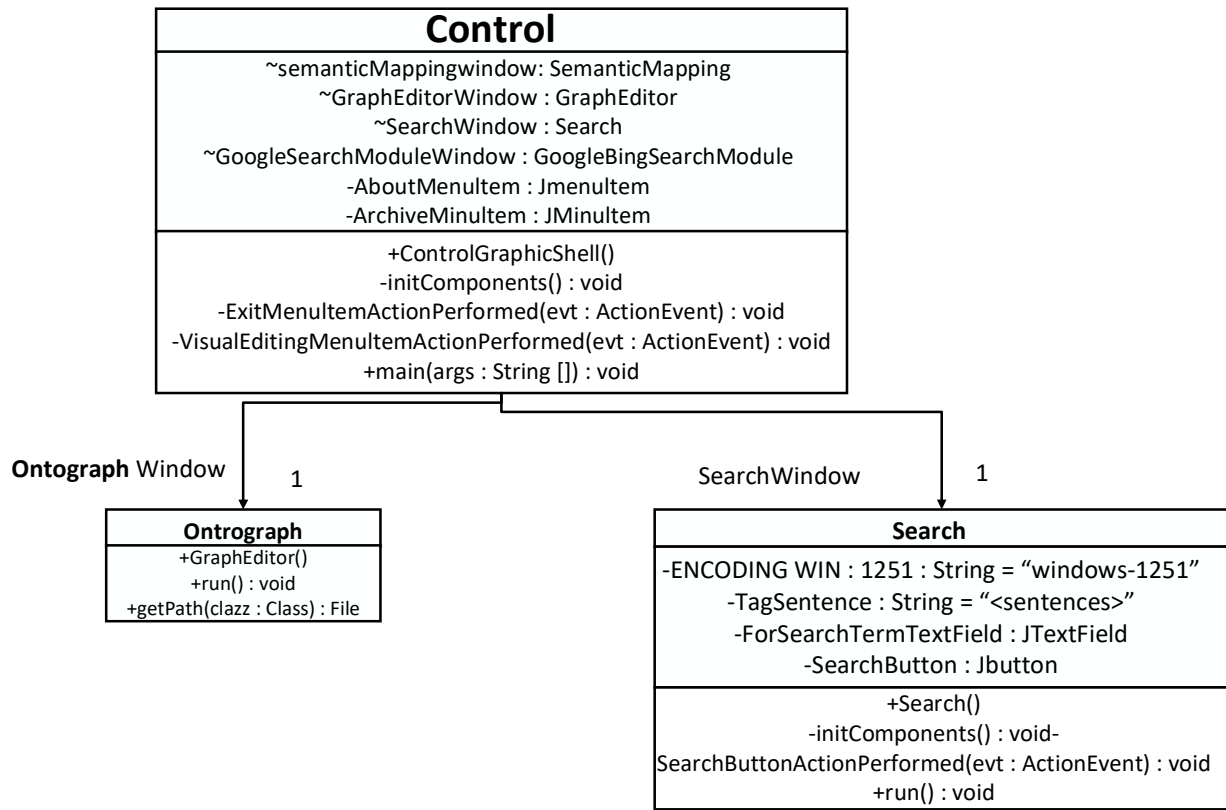 Control
~semanticMappingwindow: SemanticMapping
~GraphEditorWindow : GraphEditor
~SearchWindow : Search
~GoogleSearchModuleWindow : GoogleBingSearchModule
-AboutMenuItem : JmenuItem
-ArchiveMinuItem : JMinuItem
+ControlGraphicShell()
-initComponents() : void
-ExitMenuItemActionPerformed(evt : ActionEvent) : void
-VisualEditingMenuItemActionPerformed(evt : ActionEvent) : void
+main(args : String []) : void
Ontograph Window
1
SearchWindow
1
Ontrograph
+GraphEditor()
+run() : void
+getPath(clazz : Class) : File
Search
-ENCODING WIN : 1251 : String = “windows-1251”
-TagSentence : String = “<sentences>”
-ForSearchTermTextField : JTextField
-SearchButton : Jbutton
+Search()
-initComponents() : void-
SearchButtonActionPerformed(evt : ActionEvent) : void
+run() : void